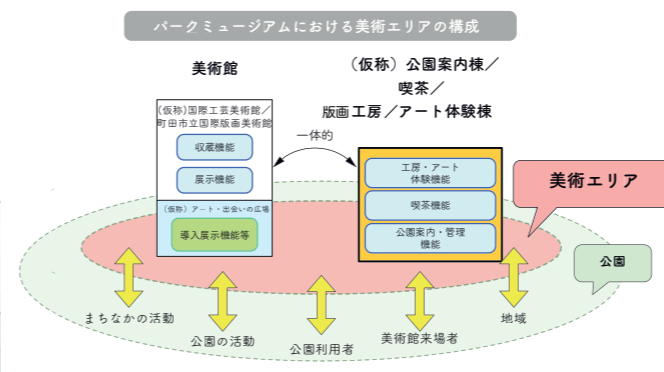 パークミュージアムにおける美術エリアの構成
美術館
(仮称)国際工芸美術館／
町田市立国際版画美術館
収蔵機能
展示機能
(仮称) アート・出会いの広場
導入展示機能等
一体的
(仮称) 公園案内棟／
喫茶／
版画工房／アート体験棟
工房・アート
体験機能
喫茶機能
公園案内・管理
機能
美術エリア
公園
まちなかの活動
公園の活動
公園利用者
美術館来場者
地域